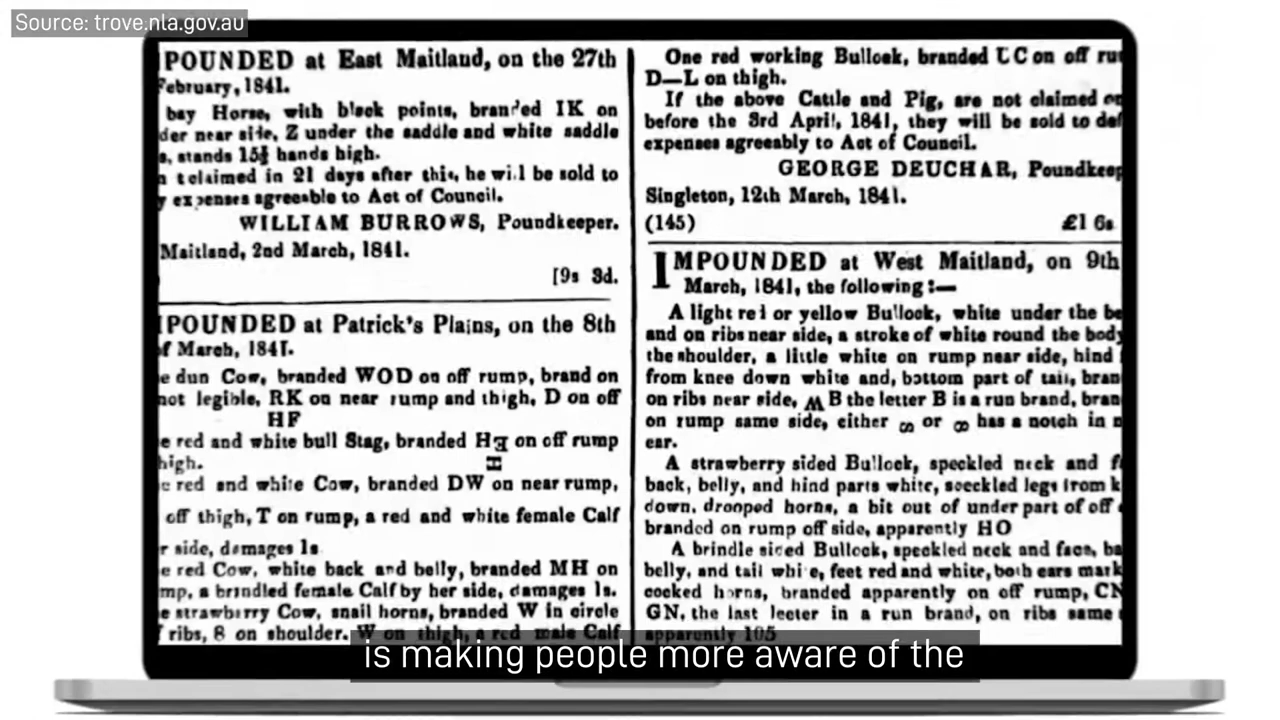 Source: trove.nla.gov.au
POUNDED at East Maitland, on the 27th
February, 1841.
bay Horse, with black points, branded IK on
der near side, Z under the saddle and white saddle
s, stands 15½ hands high.
claimed in 21 days after this, he will be sold to
y expenses agreeable to Act of Council.
WILLIAM BURROWS, Poundkeeper.
Maitland, 2nd March, 1841.
[9s 3d.
IPOUNDED at Patrick's Plains, on the 8th
of March, 1841.
e dun Cow, branded WOD on off rump, brand on
not legible, RK on near rump and thigh, D on off
HF
e red and white bull Stag, branded H on off rump
high.
e red and white Cow, branded DW on near rump,
off thigh, T on rump, a red and white female Calf
r side, damages 1s
e red Cow, white back and belly, branded MH on
mp, a brindled female Calf by her side, damages 1s.
e strawberry Cow, snail horns, branded W in circle
ribs, 8 on shoulder. W on thigh, a red male Calf
One red working Bullock, branded LC on off rum
D—L on thigh.
If the above Cattle and Pig, are not claimed on
before the 3rd April, 1841, they will be sold to def
expenses agreeably to Act of Council.
GEORGE DEUCHAR, Poundkeep
Singleton, 12th March, 1841.
(145) £1 6s
IMPOUNDED at West Maitland, on 9th
March, 1841, the following :—
A light red or yellow Bullock, white under the be
and on ribs near side, a stroke of white round the body
the shoulder, a little white on rump near side, hind
from knee down white and, bottom part of tail, bran
on ribs near side, B the letter B is a run brand, bran
on rump same side, either or has a notch in n
ear.
A strawberry sided Bullock, speckled neck and f
back, belly, and hind parts white, speckled legs from k
down, drooped horns, a bit out of under part of off
branded on rump off side, apparently HO
A brindle sided Bullock, speckled neck and face, ba
belly, and tail white, feet red and white, both ears mark
cocked horns, branded apparently on off rump, CN
GN, the last leeter in a run brand, on ribs same
apparently 105
is making people more aware of the